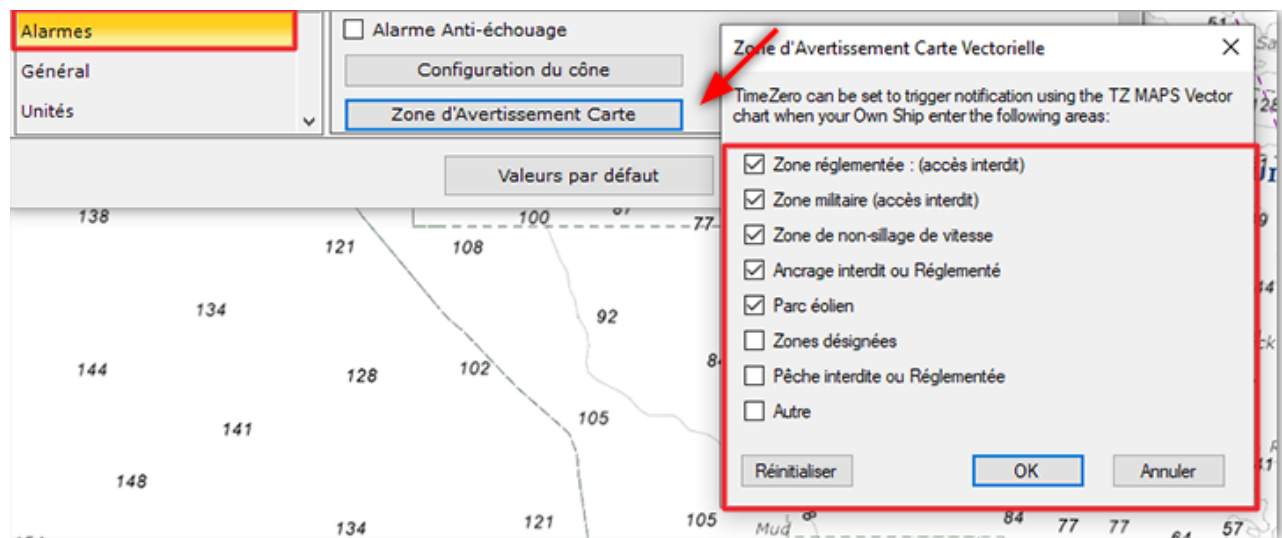 Alarmes
Général
Unités
Alarme Anti-échouage
Configuration du cône
Zone d'Avertissement Carte
Valeurs par défaut
Zone d'Avertissement Carte Vectorielle
TimeZero can be set to trigger notification using the TZ MAPS Vector
chart when your Own Ship enter the following areas:
Zone réglementée : (accès interdit)
Zone militaire (accès interdit)
Zone de non-sillage de vitesse
Ancrage interdit ou Réglementé
Parc éolien
Zones désignées
Pêche interdite ou Réglementée
Autre
Réinitialiser
OK
Annuler
51
138
100
77
121
108
134
92
144
128
102
105
141
148
134
121
105
Mud
84
77
77
57